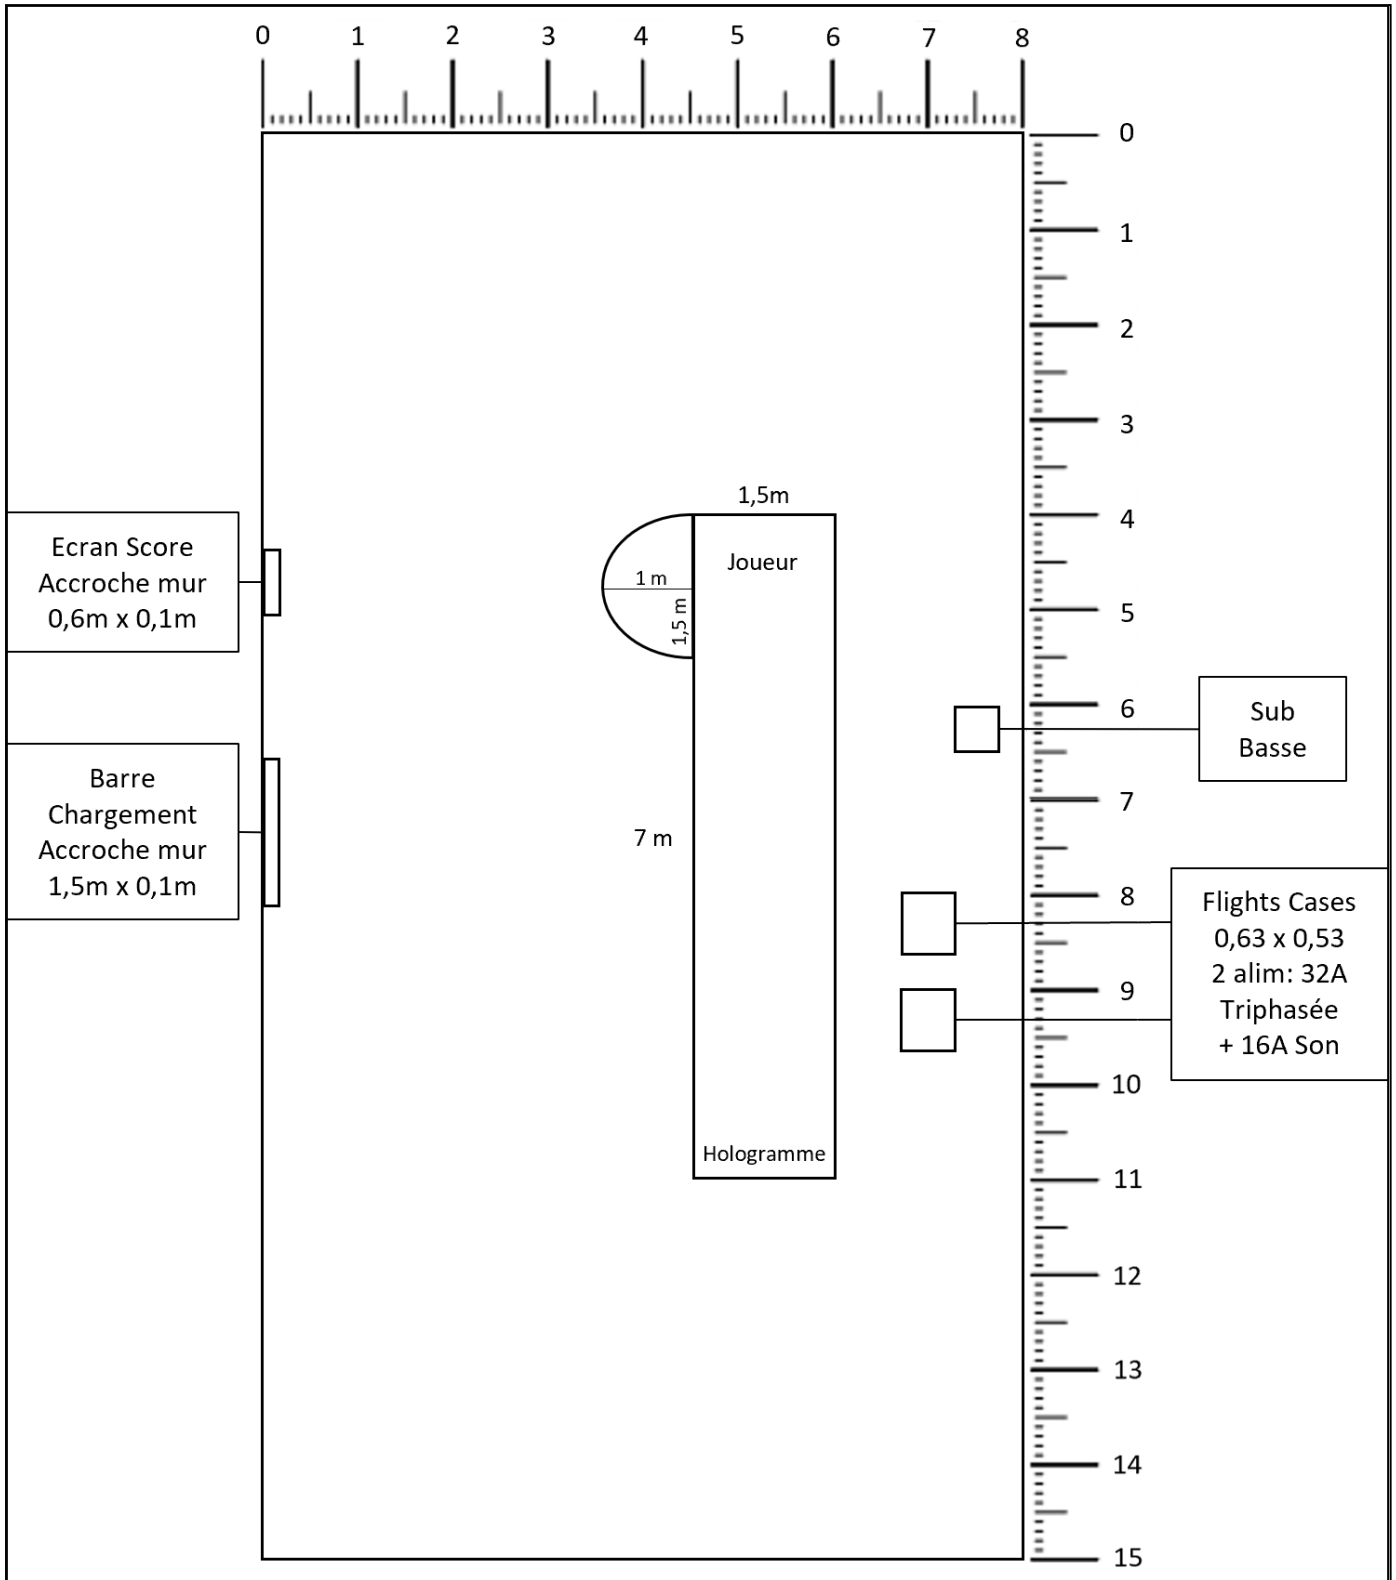 0 1 2 3 4 5 6 7 8
0
1
2
3
4
5
6
7
8
9
10
11
12
13
14
15
Ecran Score
Accroche mur
0,6m x 0,1m
Barre
Chargement
Accroche mur
1,5m x 0,1m
1,5m
Joueur
1 m
1,5 m
7 m
Hologramme
Sub
Basse
Flights Cases
0,63 x 0,53
2 alim: 32A
Triphasée
+ 16A Son